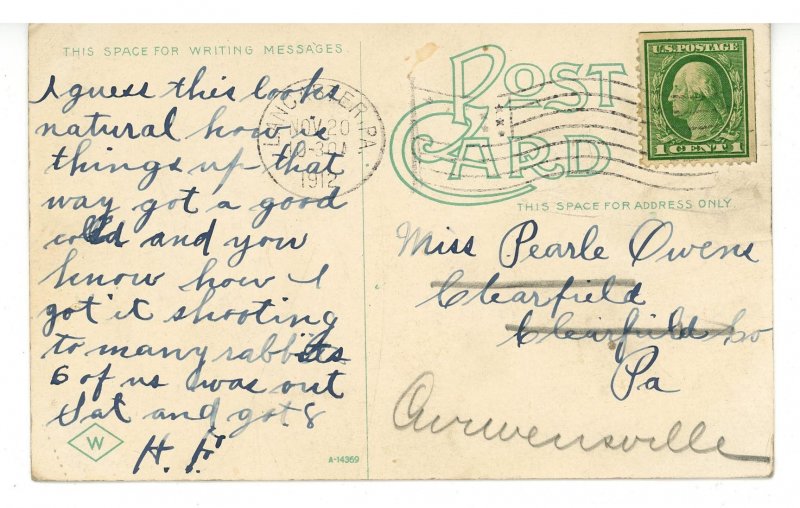 THIS SPACE FOR WRITING MESSAGES
I guess this looks
natural how is
things up that
way got a good
cold and you
know how I
got it shooting
to many rabbits
6 of us was out
Sat and got 8
H. F.
W
A-14369
LANCASTER, PA.
NOV 20
10-30A
1912
POST
CARD
U.S. POSTAGE
1 CENT 1
THIS SPACE FOR ADDRESS ONLY
Miss Pearle Owens
Clearfield
Clearfield Co
Pa
Curwensville